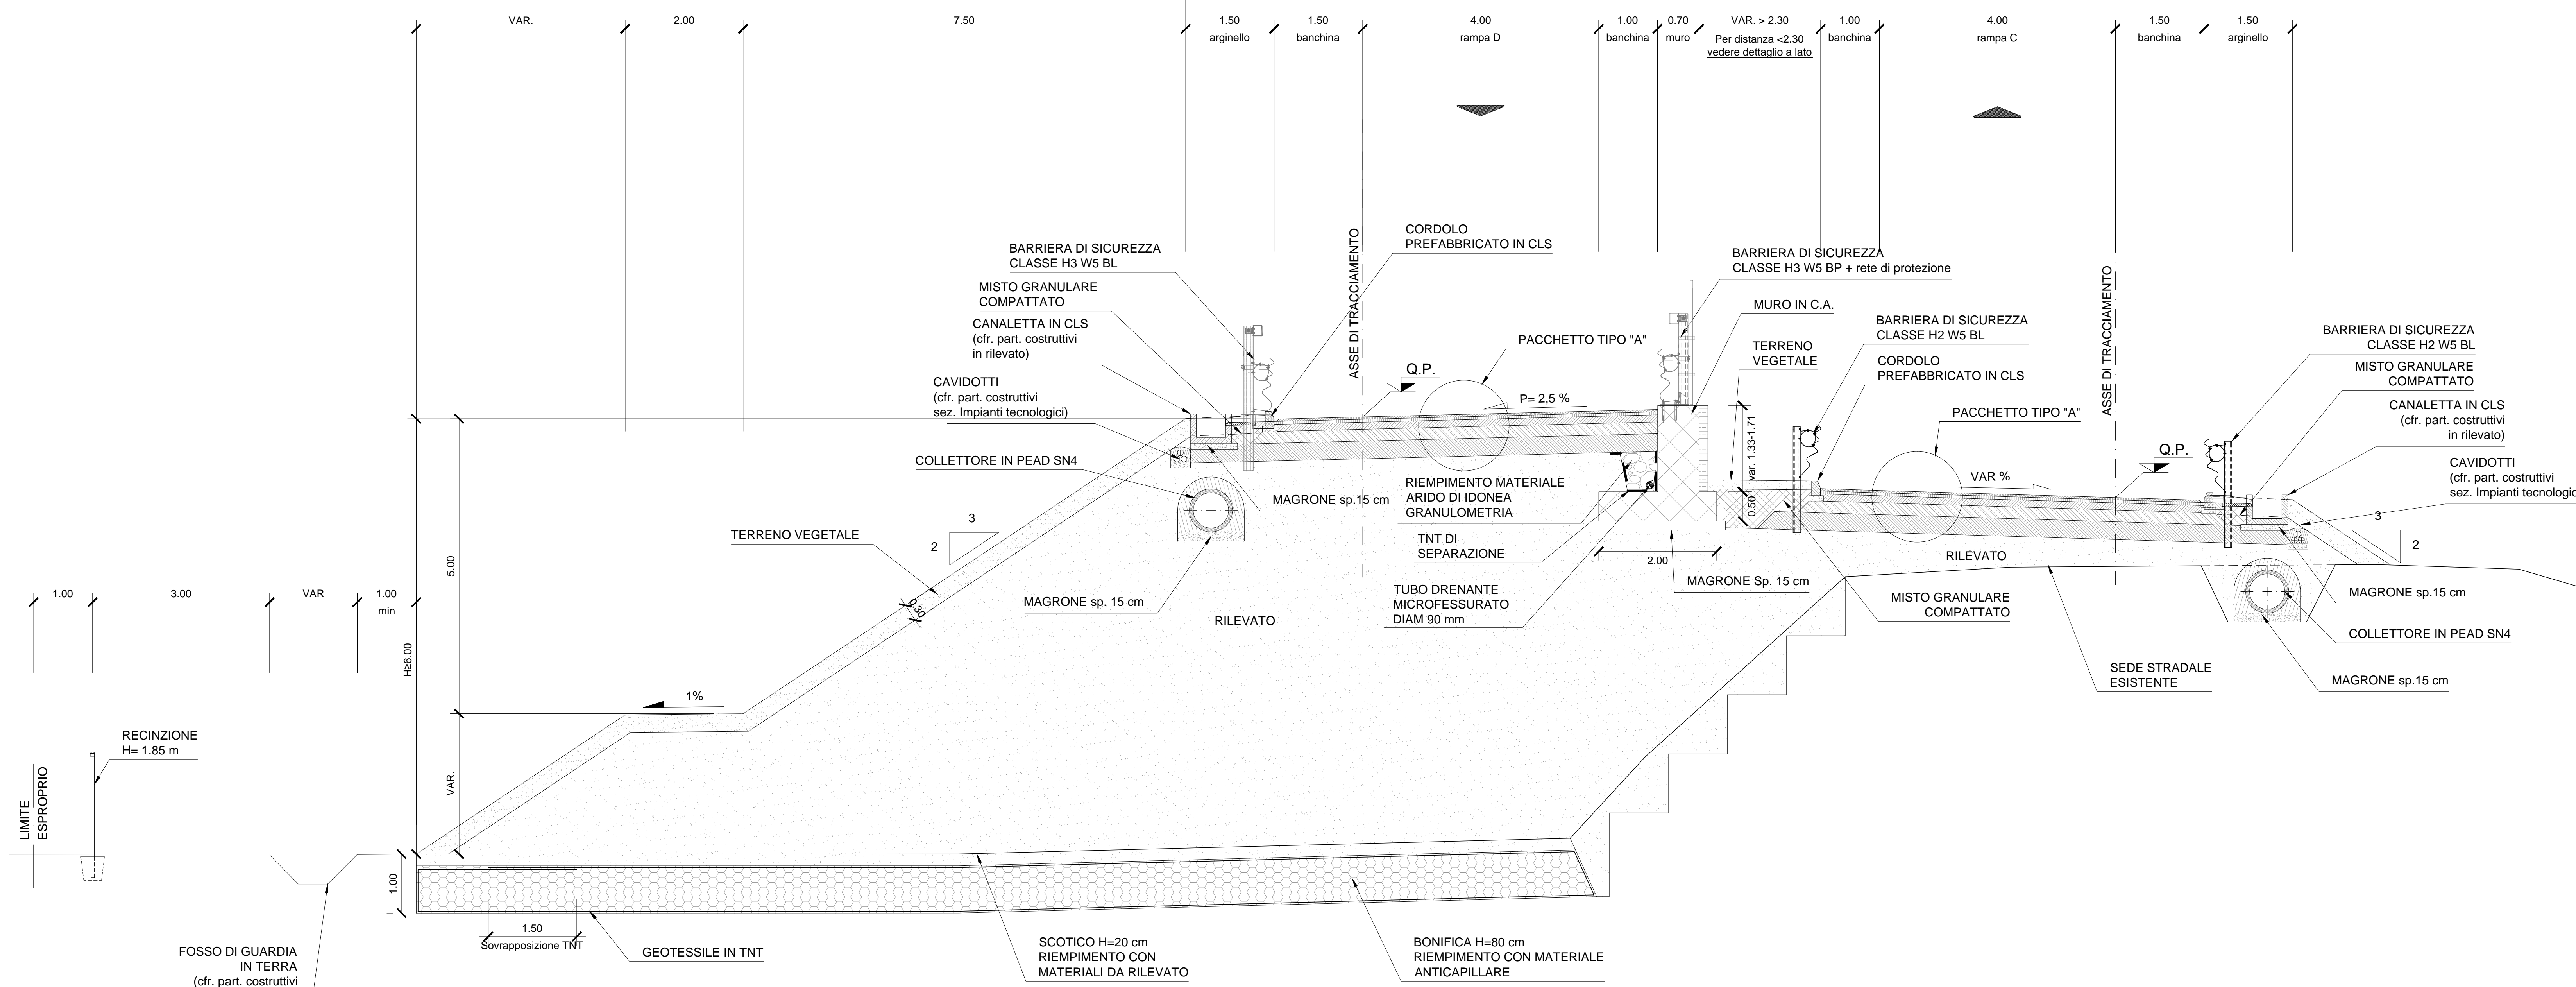 VAR.
2.00
7.50
1.50
arginello
1.50
banchina
4.00
rampa D
1.00
banchina
0.70
muro
VAR. > 2.30
Per distanza <2.30
vedere dettaglio a lato
1.00
banchina
4.00
rampa C
1.50
banchina
1.50
arginello
BARRIERA DI SICUREZZA
CLASSE H3 W5 BL
MISTO GRANULARE
COMPATTATO
CANALETTA IN CLS
(cfr. part. costruttivi
in rilevato)
CAVIDOTTI
(cfr. part. costruttivi
sez. Impianti tecnologici)
COLLETTORE IN PEAD SN4
TERRENO VEGETALE
3
2
0.30
MAGRONE sp. 15 cm
MAGRONE sp.15 cm
RILEVATO
ASSE DI TRACCIAMENTO
CORDOLO
PREFABBRICATO IN CLS
Q.P.
PACCHETTO TIPO "A"
P= 2,5 %
BARRIERA DI SICUREZZA
CLASSE H3 W5 BP + rete di protezione
MURO IN C.A.
TERRENO
VEGETALE
BARRIERA DI SICUREZZA
CLASSE H2 W5 BL
CORDOLO
PREFABBRICATO IN CLS
PACCHETTO TIPO "A"
VAR %
ASSE DI TRACCIAMENTO
Q.P.
BARRIERA DI SICUREZZA
CLASSE H2 W5 BL
MISTO GRANULARE
COMPATTATO
CANALETTA IN CLS
(cfr. part. costruttivi
in rilevato)
CAVIDOTTI
(cfr. part. costruttivi
sez. Impianti tecnologic
3
2
RIEMPIMENTO MATERIALE
ARIDO DI IDONEA
GRANULOMETRIA
TNT DI
SEPARAZIONE
TUBO DRENANTE
MICROFESSURATO
DIAM 90 mm
var. 1.33-1.71
0.50
2.00
MAGRONE Sp. 15 cm
MISTO GRANULARE
COMPATTATO
RILEVATO
SEDE STRADALE
ESISTENTE
MAGRONE sp.15 cm
COLLETTORE IN PEAD SN4
MAGRONE sp.15 cm
1.00
3.00
VAR
1.00
min
H≥6.00
5.00
VAR.
1%
RECINZIONE
H= 1.85 m
LIMITE
ESPROPRIO
1.00
1.50
Sovrapposizione TNT
GEOTESSILE IN TNT
FOSSO DI GUARDIA
IN TERRA
(cfr. part. costruttivi
SCOTICO H=20 cm
RIEMPIMENTO CON
MATERIALI DA RILEVATO
BONIFICA H=80 cm
RIEMPIMENTO CON MATERIALE
ANTICAPILLARE